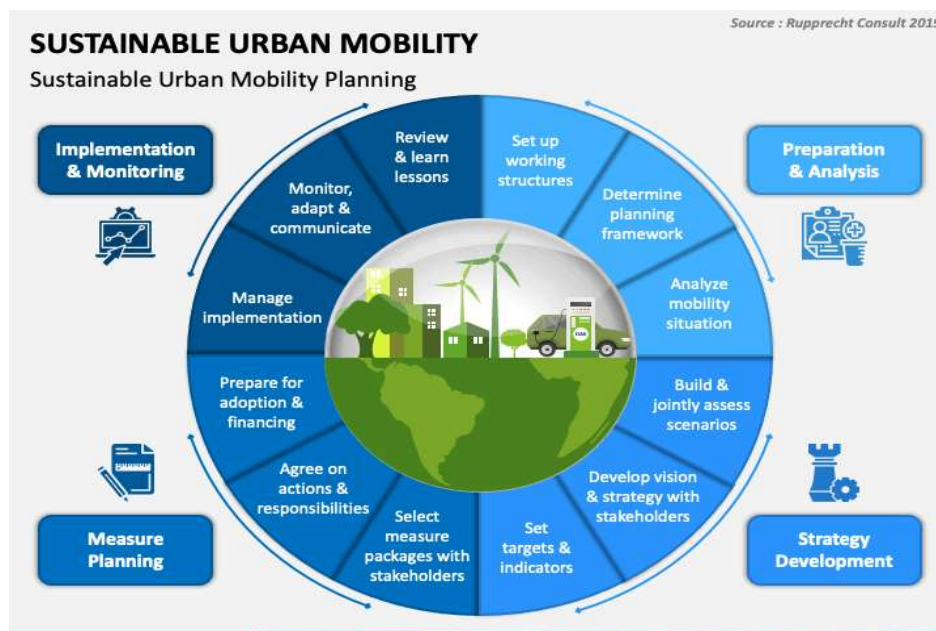 Source : Rupprecht Consult 2019
SUSTAINABLE URBAN MOBILITY
Sustainable Urban Mobility Planning
Implementation
& Monitoring
Preparation
& Analysis
Set up
working
structures
Determine
planning
framework
Analyze
mobility
situation
Build &
jointly assess
scenarios
Develop vision
& strategy with
stakeholders
Set
targets &
indicators
Select
measure
packages with
stakeholders
Agree on
actions &
responsibilities
Prepare for
adoption &
financing
Manage
implementation
Monitor,
adapt &
communicate
Review
& learn
lessons
Measure
Planning
Strategy
Development